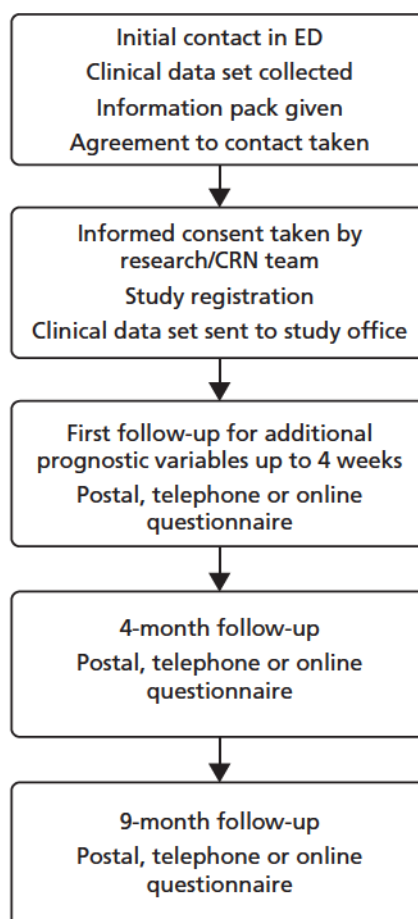 Initial contact in ED
Clinical data set collected
Information pack given
Agreement to contact taken
Informed consent taken by
research/CRN team
Study registration
Clinical data set sent to study office
First follow-up for additional
prognostic variables up to 4 weeks
Postal, telephone or online
questionnaire
4-month follow-up
Postal, telephone or online
questionnaire
9-month follow-up
Postal, telephone or online
questionnaire